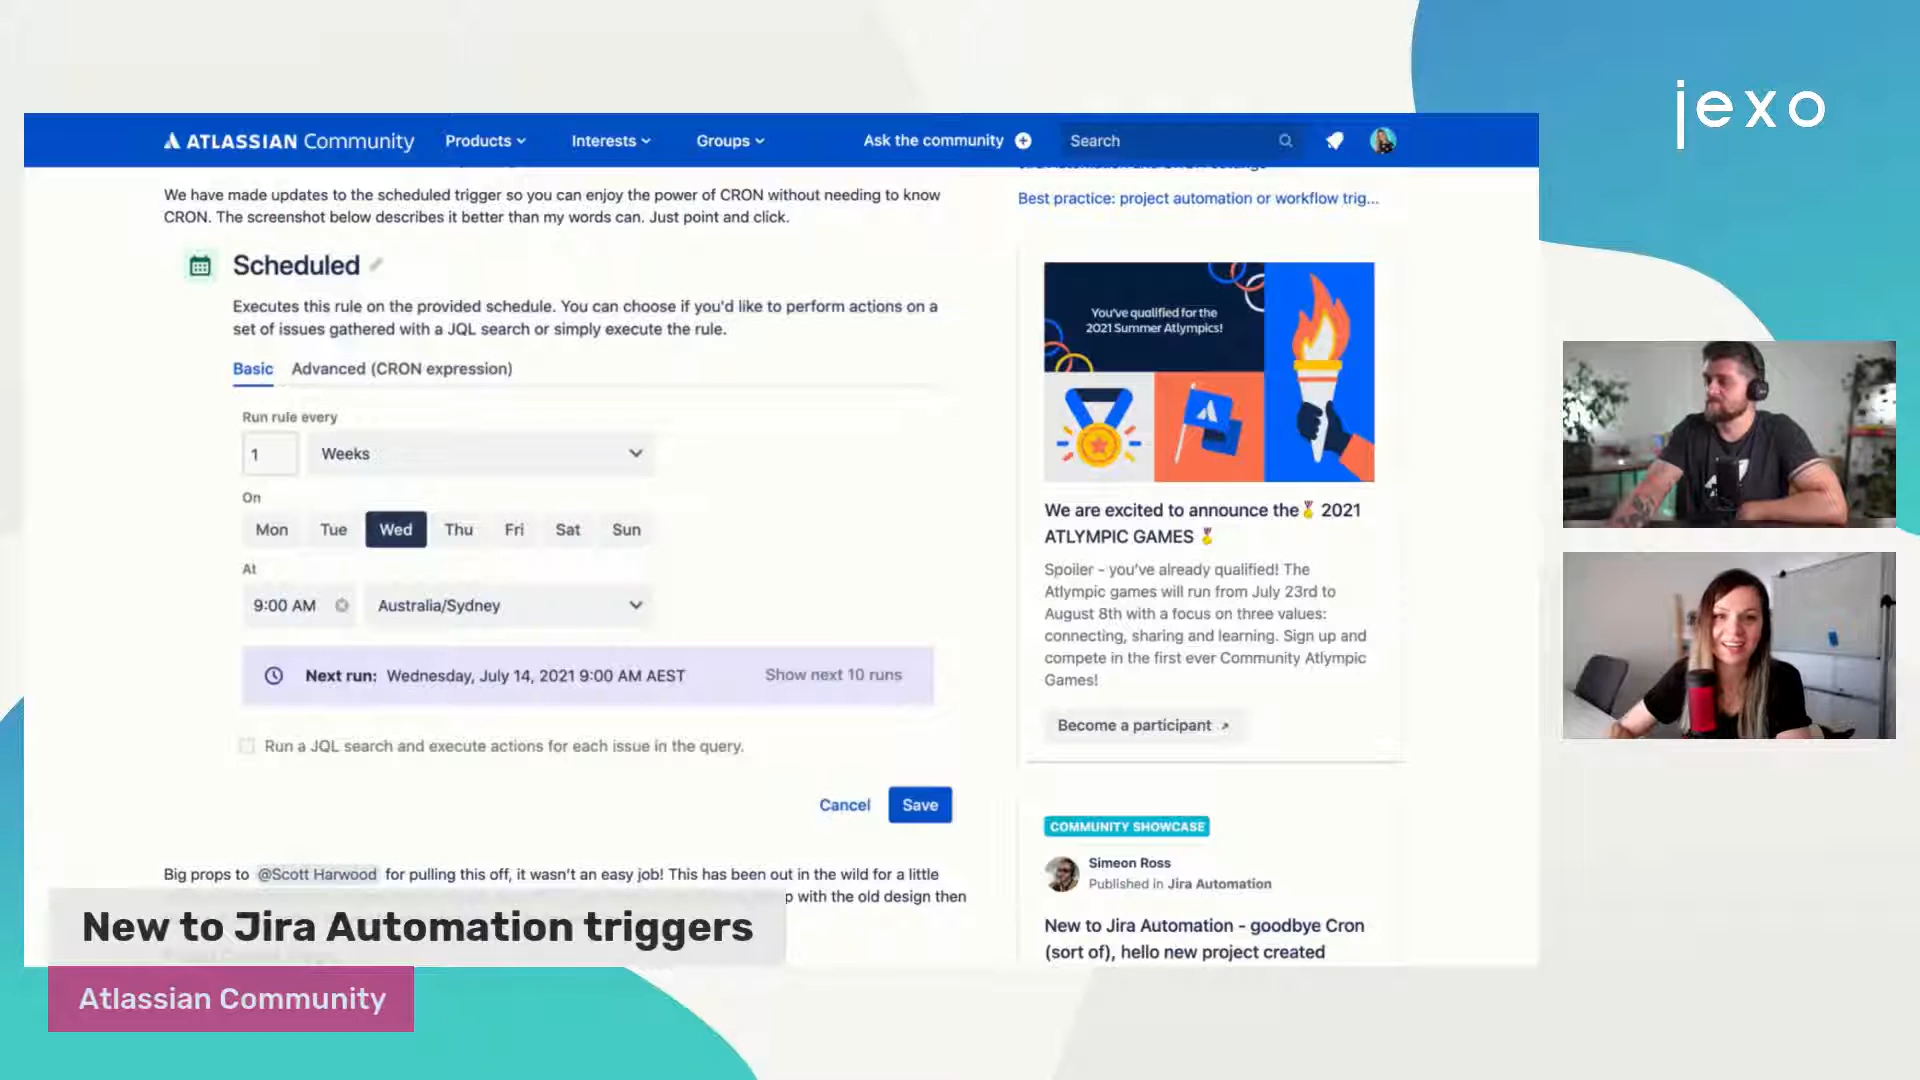 jexo
ATLASSIAN Community
Products
Interests
Groups
Ask the community
Search
We have made updates to the scheduled trigger so you can enjoy the power of CRON without needing to know
CRON. The screenshot below describes it better than my words can. Just point and click.
Scheduled
Executes this rule on the provided schedule. You can choose if you'd like to perform actions on a
set of issues gathered with a JQL search or simply execute the rule.
Basic
Advanced (CRON expression)
Run rule every
1
Weeks
On
Mon
Tue
Wed
Thu
Fri
Sat
Sun
At
9:00 AM
Australia/Sydney
Next run: Wednesday, July 14, 2021 9:00 AM AEST
Show next 10 runs
Run a JQL search and execute actions for each issue in the query.
Cancel
Save
Big props to @Scott Harwood for pulling this off, it wasn't an easy job! This has been out in the wild for a little
p with the old design then
Best practice: project automation or workflow trig...
You've qualified for the
2021 Summer Atlympics!
We are excited to announce the🏅 2021
ATLYMPIC GAMES 🏅
Spoiler - you've already qualified! The
Atlympic games will run from July 23rd to
August 8th with a focus on three values:
connecting, sharing and learning. Sign up and
compete in the first ever Community Atlympic
Games!
Become a participant
COMMUNITY SHOWCASE
Simeon Ross
Published in Jira Automation
New to Jira Automation - goodbye Cron
(sort of), hello new project created
New to Jira Automation triggers
Atlassian Community